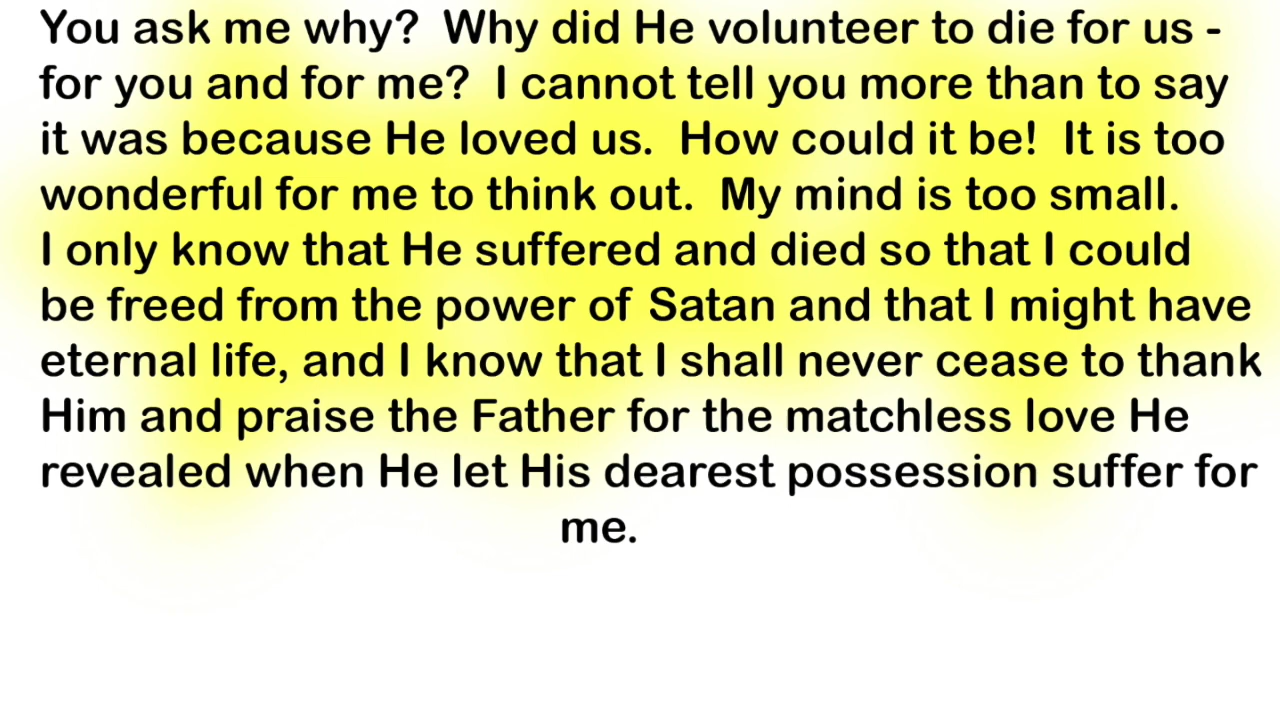 You ask me why?  Why did He volunteer to die for us -
for you and for me?  I cannot tell you more than to say
it was because He loved us.  How could it be!  It is too
wonderful for me to think out.  My mind is too small.
I only know that He suffered and died so that I could
be freed from the power of Satan and that I might have
eternal life, and I know that I shall never cease to thank
Him and praise the Father for the matchless love He
revealed when He let His dearest possession suffer for
me.